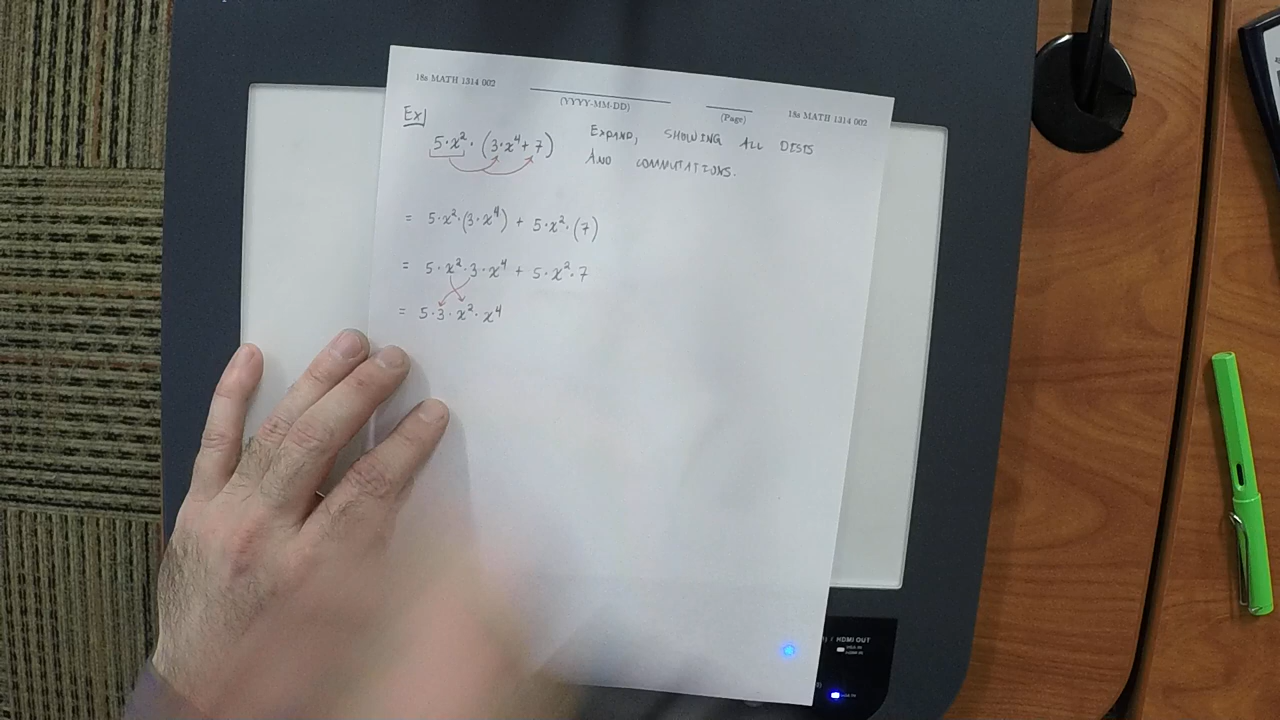 18s MATH 1314 002
(YYYY-MM-DD)
(Page)
18s MATH 1314 002
Ex|
5·x²·(3·x⁴+7)
EXPAND, SHOWING ALL DISTS
AND COMMUTATIONS.
= 5·x²·(3·x⁴) + 5·x²·(7)
= 5·x²·3·x⁴ + 5·x²·7
= 5·3·x²·x⁴
/ HDMI OUT